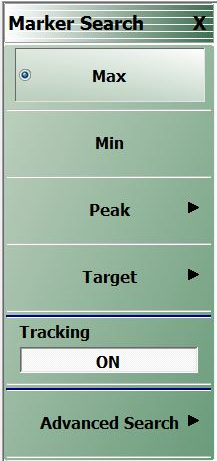 Marker Search X
Max
Min
Peak
Target
Tracking
ON
Advanced Search